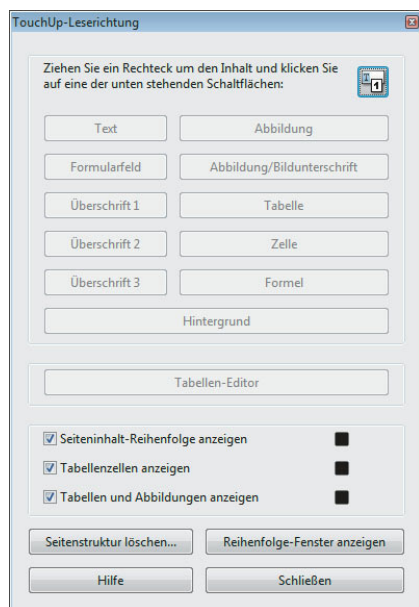 TouchUp-Leserichtung
Ziehen Sie ein Rechteck um den Inhalt und klicken Sie
auf eine der unten stehenden Schaltflächen:
Text
Abbildung
Formularfeld
Abbildung/Bildunterschrift
Überschrift 1
Tabelle
Überschrift 2
Zelle
Überschrift 3
Formel
Hintergrund
Tabellen-Editor
Seiteninhalt-Reihenfolge anzeigen
Tabellenzellen anzeigen
Tabellen und Abbildungen anzeigen
Seitenstruktur löschen...
Reihenfolge-Fenster anzeigen
Hilfe
Schließen